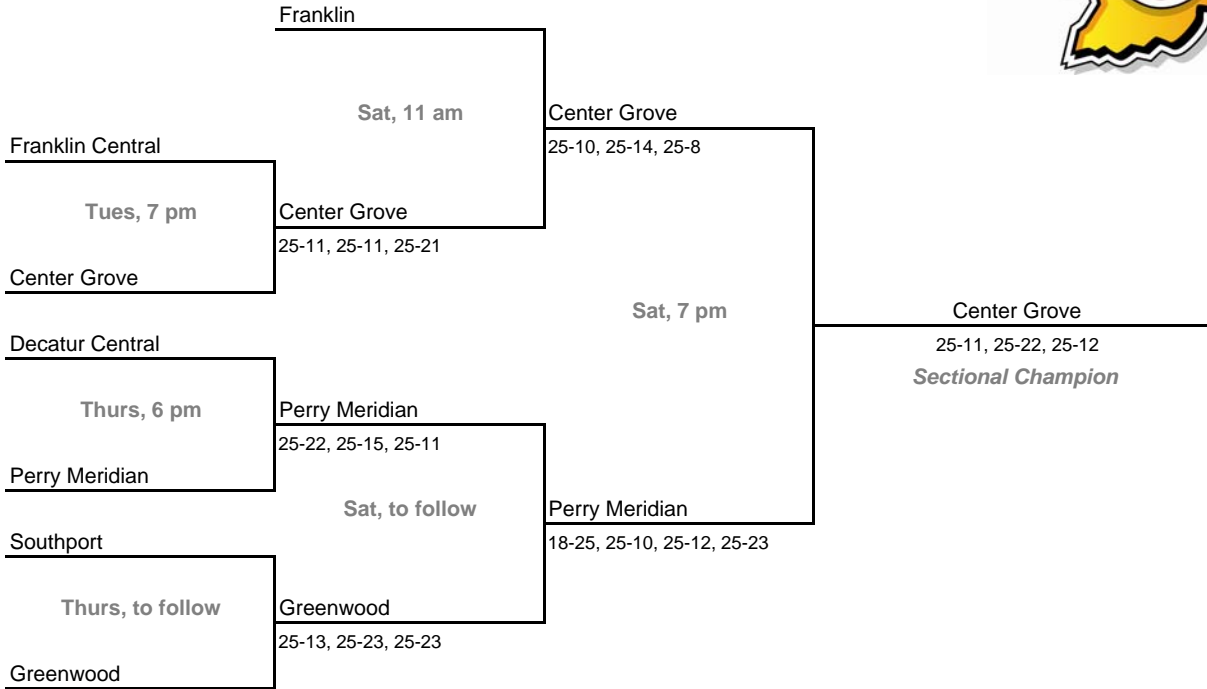 Franklin
Sat, 11 am
Center Grove
Franklin Central
25-10, 25-14, 25-8
Tues, 7 pm
Center Grove
25-11, 25-11, 25-21
Center Grove
Sat, 7 pm
Center Grove
Decatur Central
25-11, 25-22, 25-12
Sectional Champion
Thurs, 6 pm
Perry Meridian
25-22, 25-15, 25-11
Perry Meridian
Sat, to follow
Perry Meridian
Southport
18-25, 25-10, 25-12, 25-23
Thurs, to follow
Greenwood
25-13, 25-23, 25-23
Greenwood